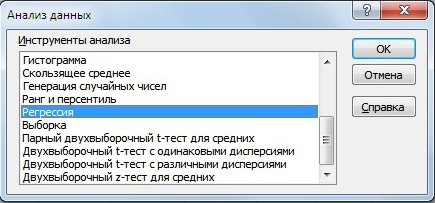 Анализ данных
?
Инструменты анализа
Гистограмма
Скользящее среднее
Генерация случайных чисел
Ранг и персентиль
Регрессия
Выборка
Парный двухвыборочный t-тест для средних
Двухвыборочный t-тест с одинаковыми дисперсиями
Двухвыборочный t-тест с различными дисперсиями
Двухвыборочный z-тест для средних
ОК
Отмена
Справка